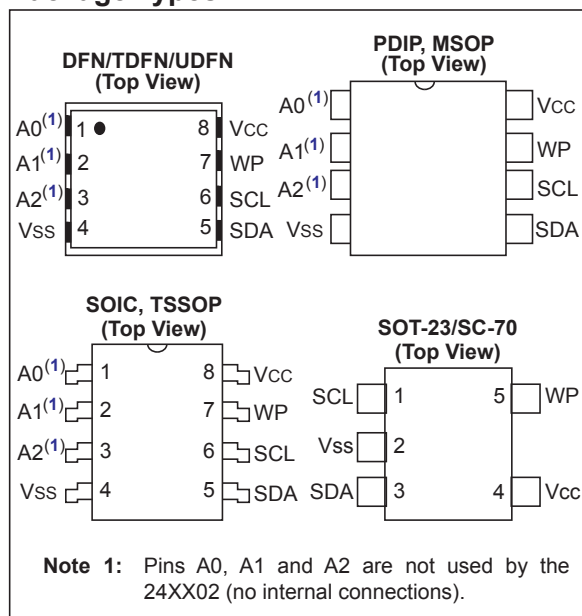 DFN/TDFN/UDFN
(Top View)
A0(1) 1 8 VCC
A1(1) 2 7 WP
A2(1) 3 6 SCL
VSS 4 5 SDA
PDIP, MSOP
(Top View)
A0(1) VCC
A1(1) WP
A2(1) SCL
VSS SDA
SOIC, TSSOP
(Top View)
A0(1) 1 8 VCC
A1(1) 2 7 WP
A2(1) 3 6 SCL
VSS 4 5 SDA
SOT-23/SC-70
(Top View)
SCL 1 5 WP
Vss 2
SDA 3 4 Vcc
Note 1: Pins A0, A1 and A2 are not used by the
24XX02 (no internal connections).